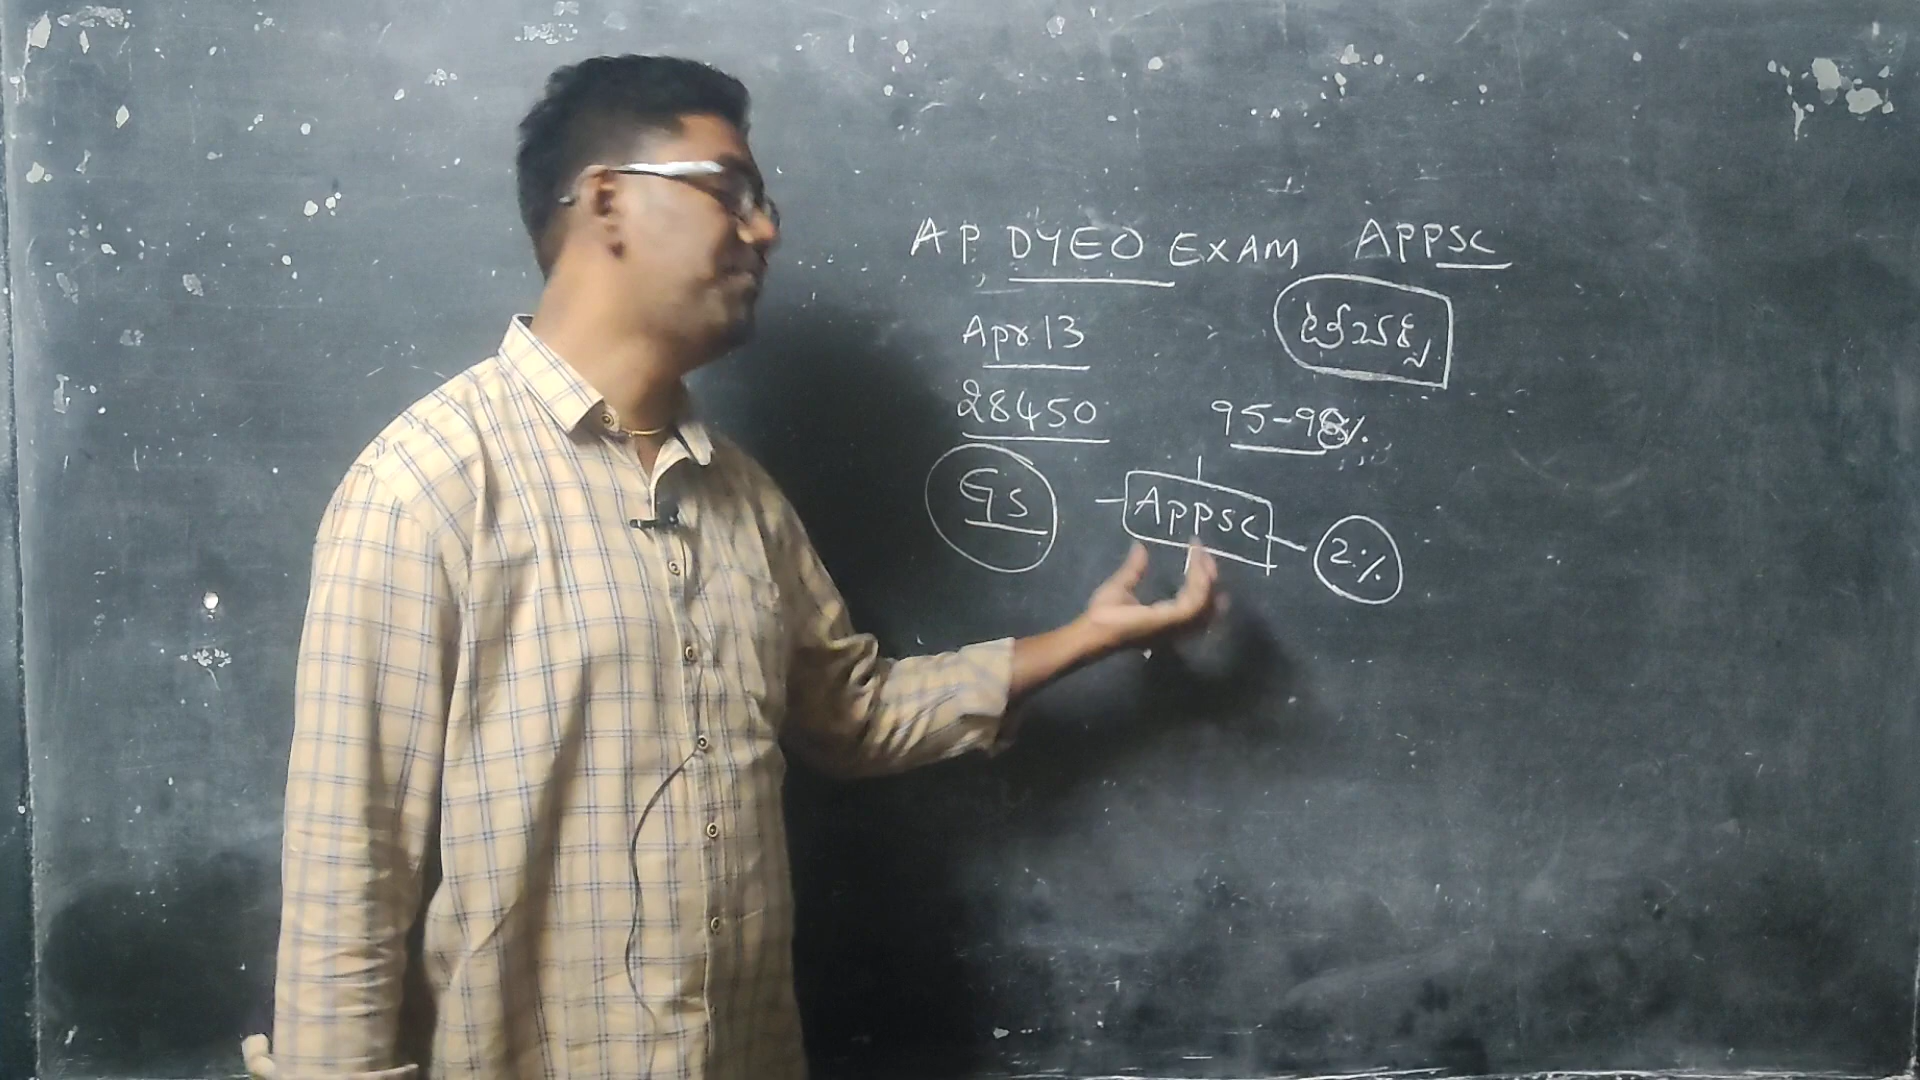 AP DYEO EXAM APPSC
Apr 13
28450
95-98%
GS
APPSC
2%